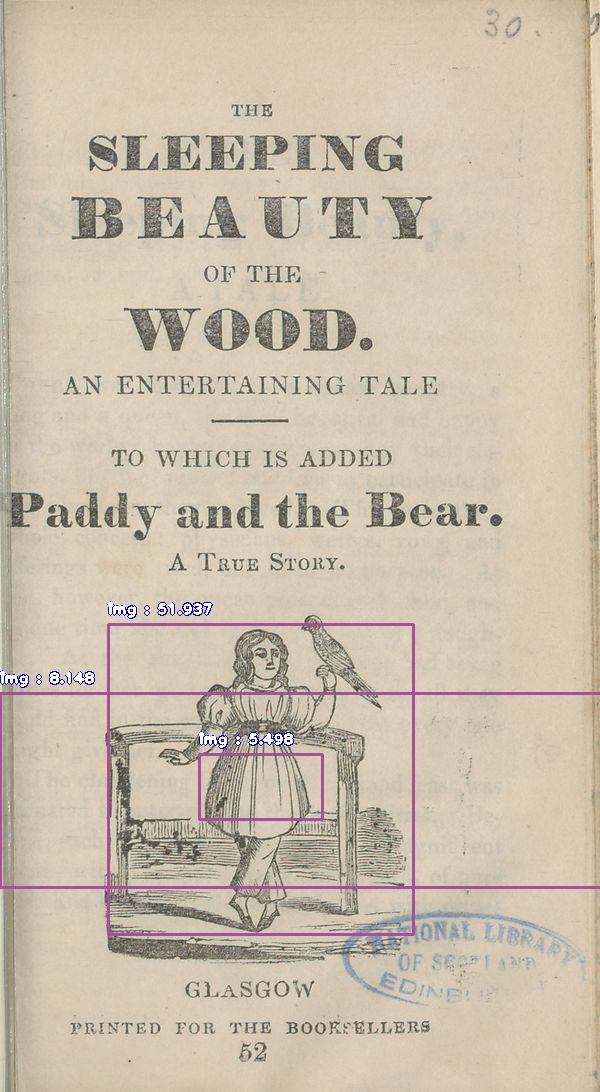 30.
THE
SLEEPING
BEAUTY
OF THE
WOOD.
AN ENTERTAINING TALE
TO WHICH IS ADDED
Paddy and the Bear.
A TRUE STORY.
img : 51.937
img : 8.148
img : 5.498
NATIONAL LIBRARY
OF SCOTLAND
EDINBURGH
GLASGOW
PRINTED FOR THE BOOKSELLERS
52